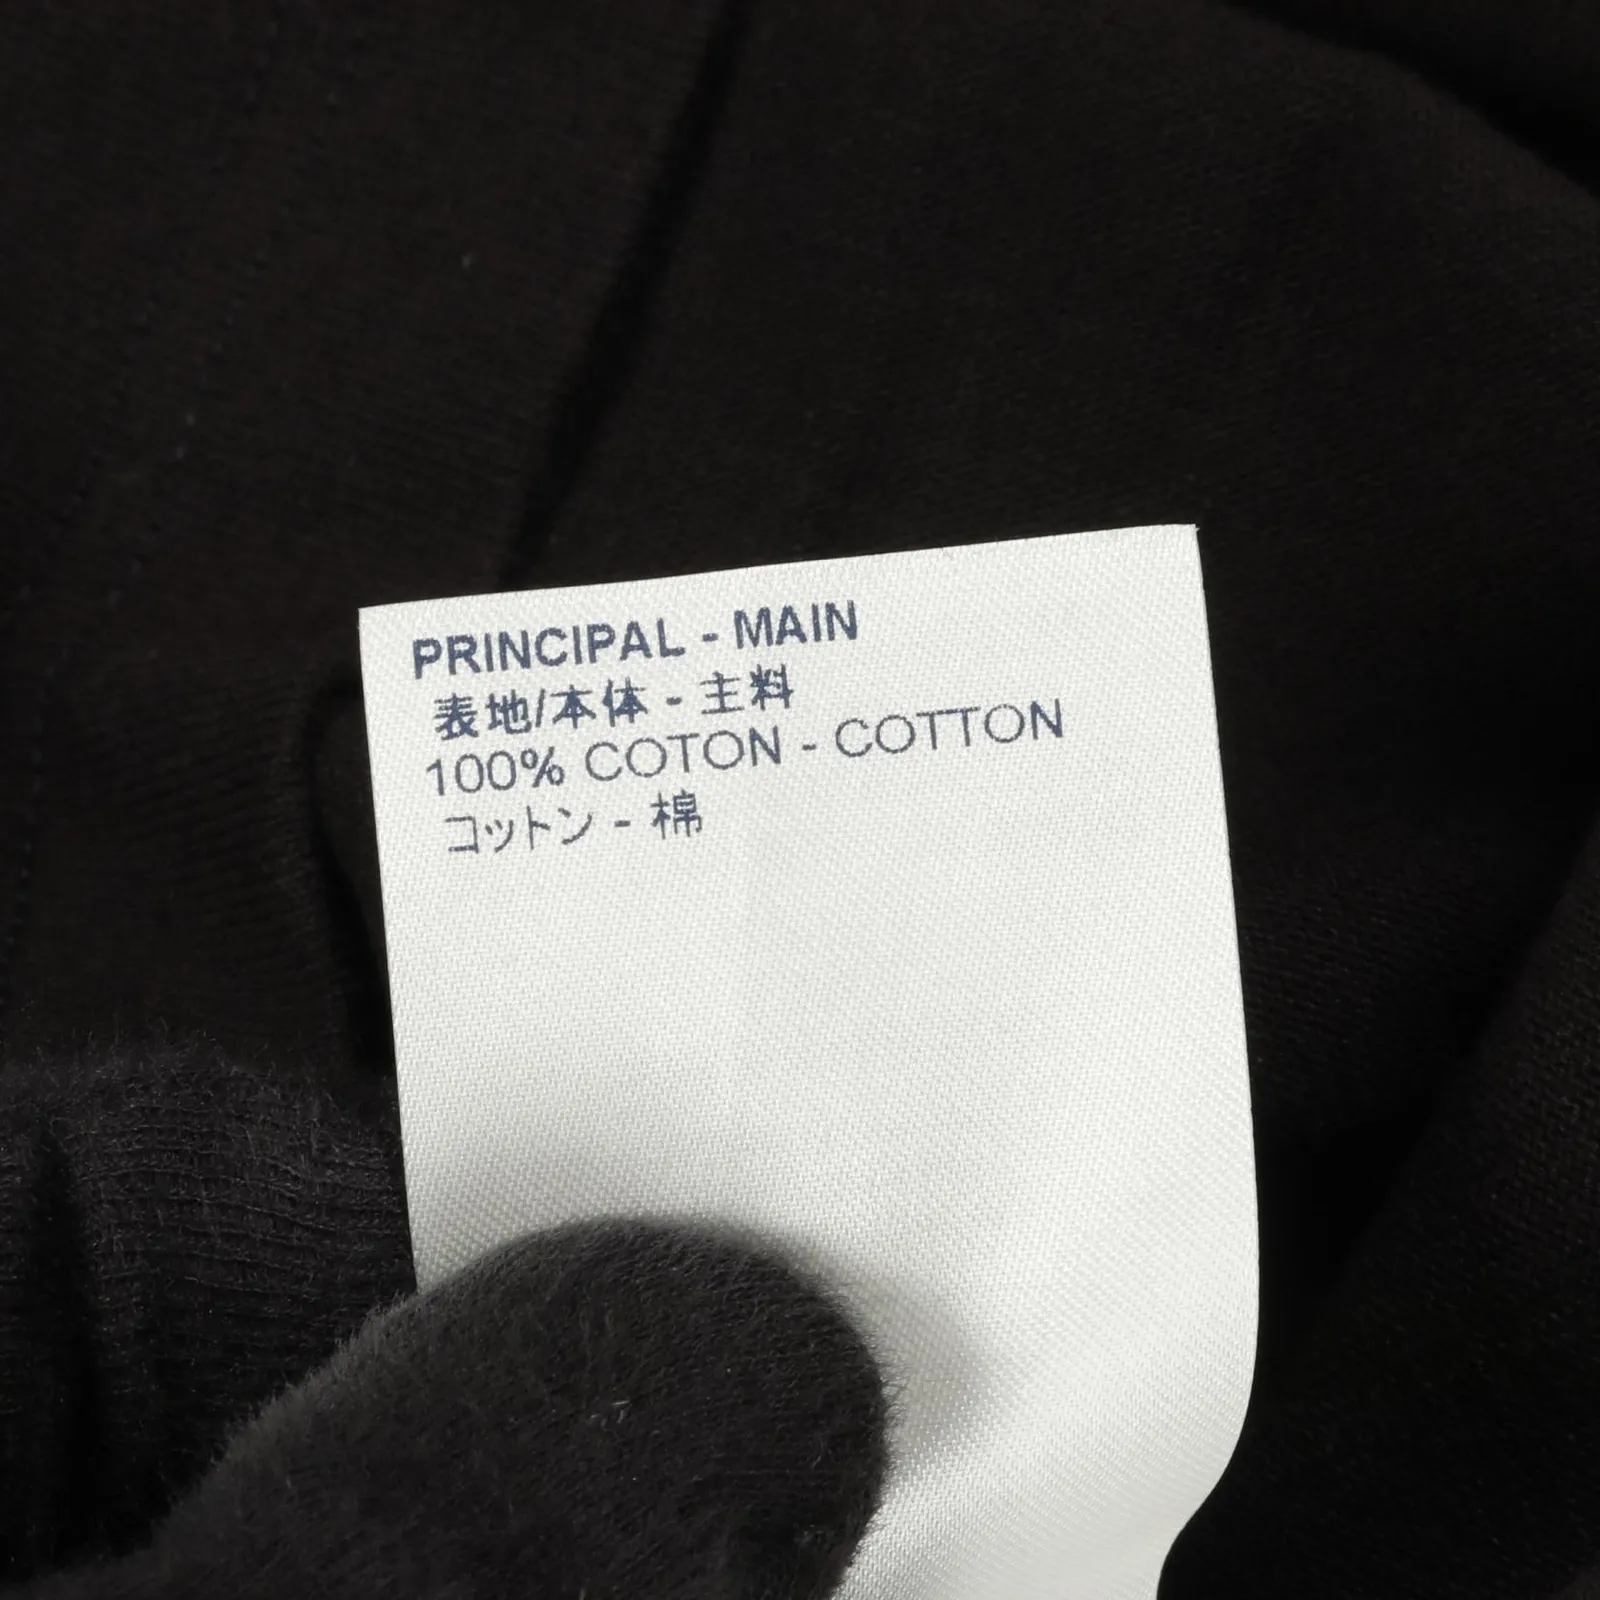 PRINCIPAL - MAIN
表地/本体 - 主料
100% COTON - COTTON
コットン - 棉